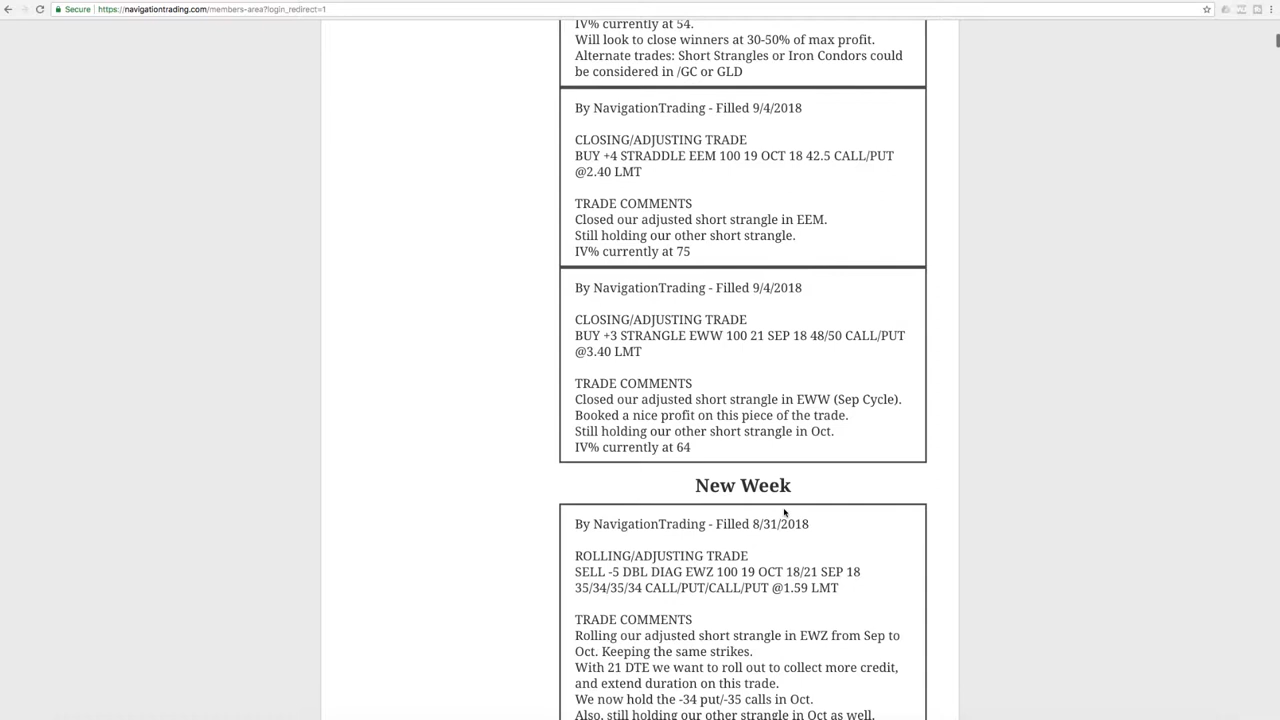 Secure
https://navigationtrading.com/members-area?login_redirect=1
IV% currently at 54.
Will look to close winners at 30-50% of max profit.
Alternate trades: Short Strangles or Iron Condors could
be considered in /GC or GLD
By NavigationTrading - Filled 9/4/2018
CLOSING/ADJUSTING TRADE
BUY +4 STRADDLE EEM 100 19 OCT 18 42.5 CALL/PUT
@2.40 LMT
TRADE COMMENTS
Closed our adjusted short strangle in EEM.
Still holding our other short strangle.
IV% currently at 75
By NavigationTrading - Filled 9/4/2018
CLOSING/ADJUSTING TRADE
BUY +3 STRANGLE EWW 100 21 SEP 18 48/50 CALL/PUT
@3.40 LMT
TRADE COMMENTS
Closed our adjusted short strangle in EWW (Sep Cycle).
Booked a nice profit on this piece of the trade.
Still holding our other short strangle in Oct.
IV% currently at 64
New Week
By NavigationTrading - Filled 8/31/2018
ROLLING/ADJUSTING TRADE
SELL -5 DBL DIAG EWZ 100 19 OCT 18/21 SEP 18
35/34/35/34 CALL/PUT/CALL/PUT @1.59 LMT
TRADE COMMENTS
Rolling our adjusted short strangle in EWZ from Sep to
Oct. Keeping the same strikes.
With 21 DTE we want to roll out to collect more credit,
and extend duration on this trade.
We now hold the -34 put/-35 calls in Oct.
Also, still holding our other strangle in Oct as well.